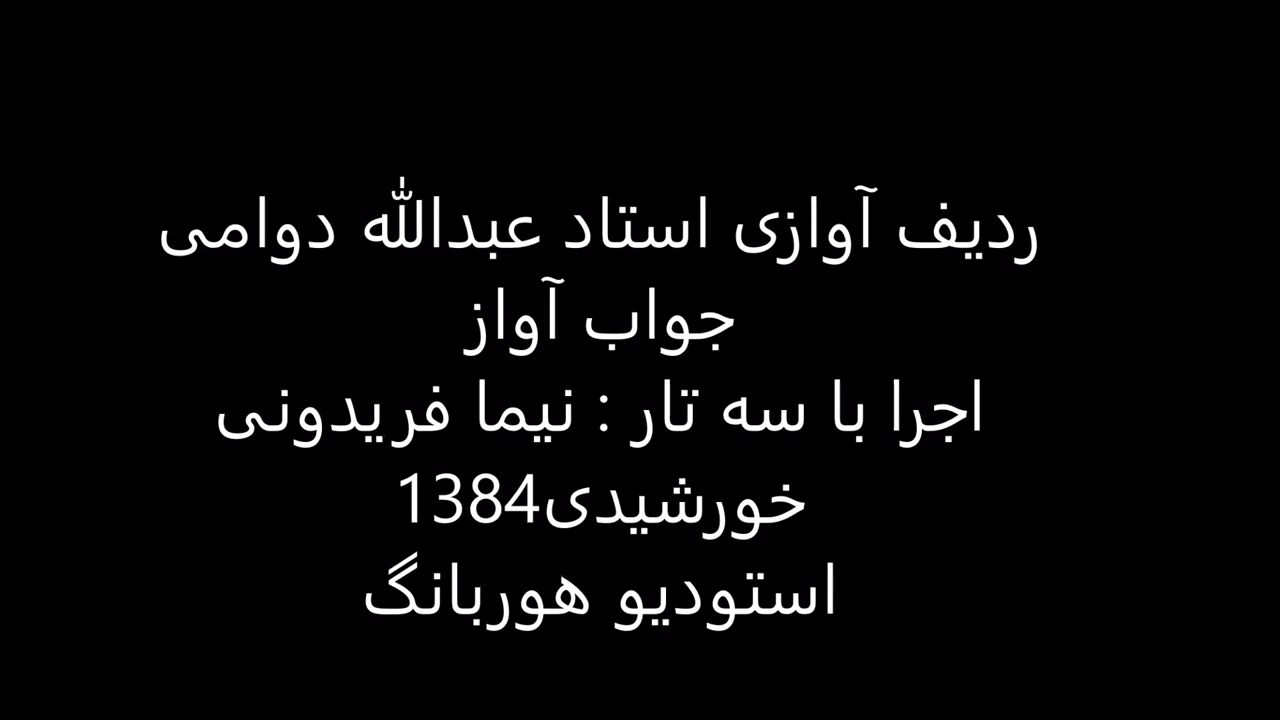 ردیف آوازی استاد عبدالله دوامی
جواب آواز
اجرا با سه تار : نیما فریدونی
خورشیدی1384
استودیو هوربانگ